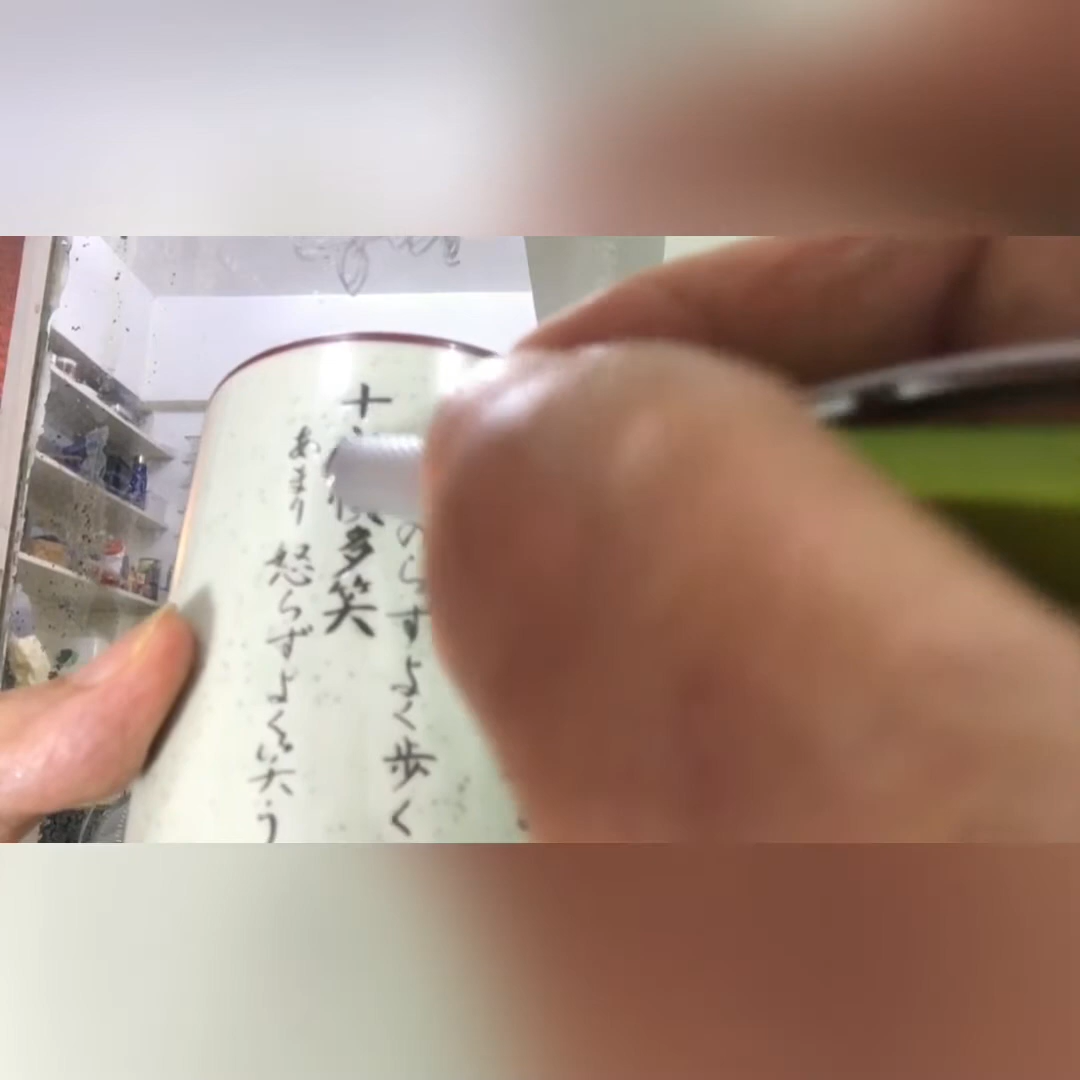 のらすよく歩く
十、 多笑
あまり 怒らずよく笑う